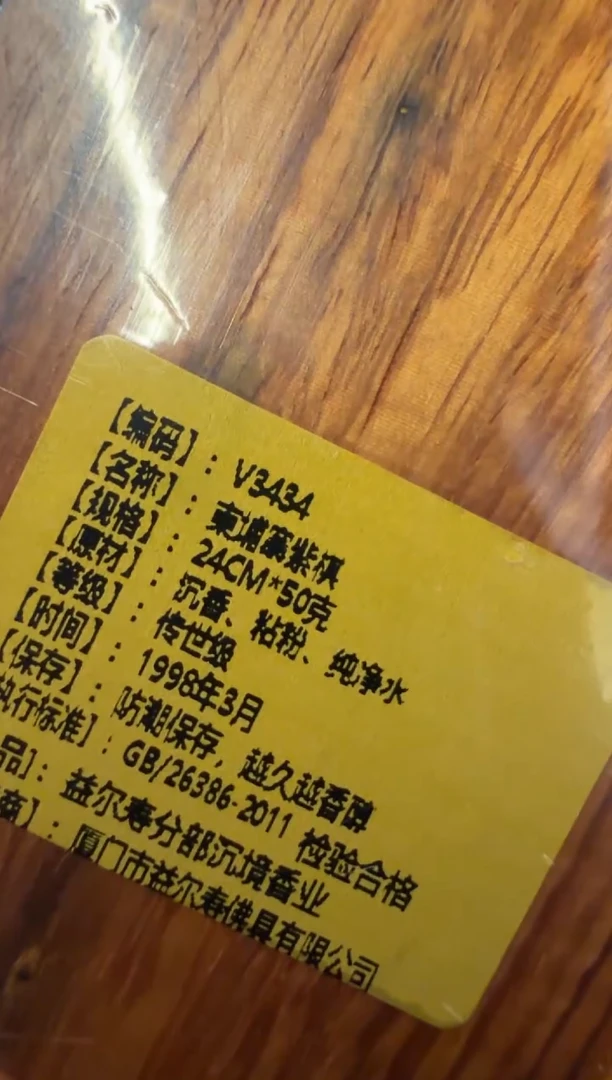 【编码】：V3434
【名称】：柬埔寨紫祺
【规格】：24CM*50克
【原材】：沉香、粘粉、纯净水
【等级】：传世级
【时间】：1998年3月
【保存】：防潮保存，越久越香醇
执行标准】：GB/26386-2011 检验合格
品】：益尔寿分部沉境香业
商】：厦门市益尔寿佛具有限公司